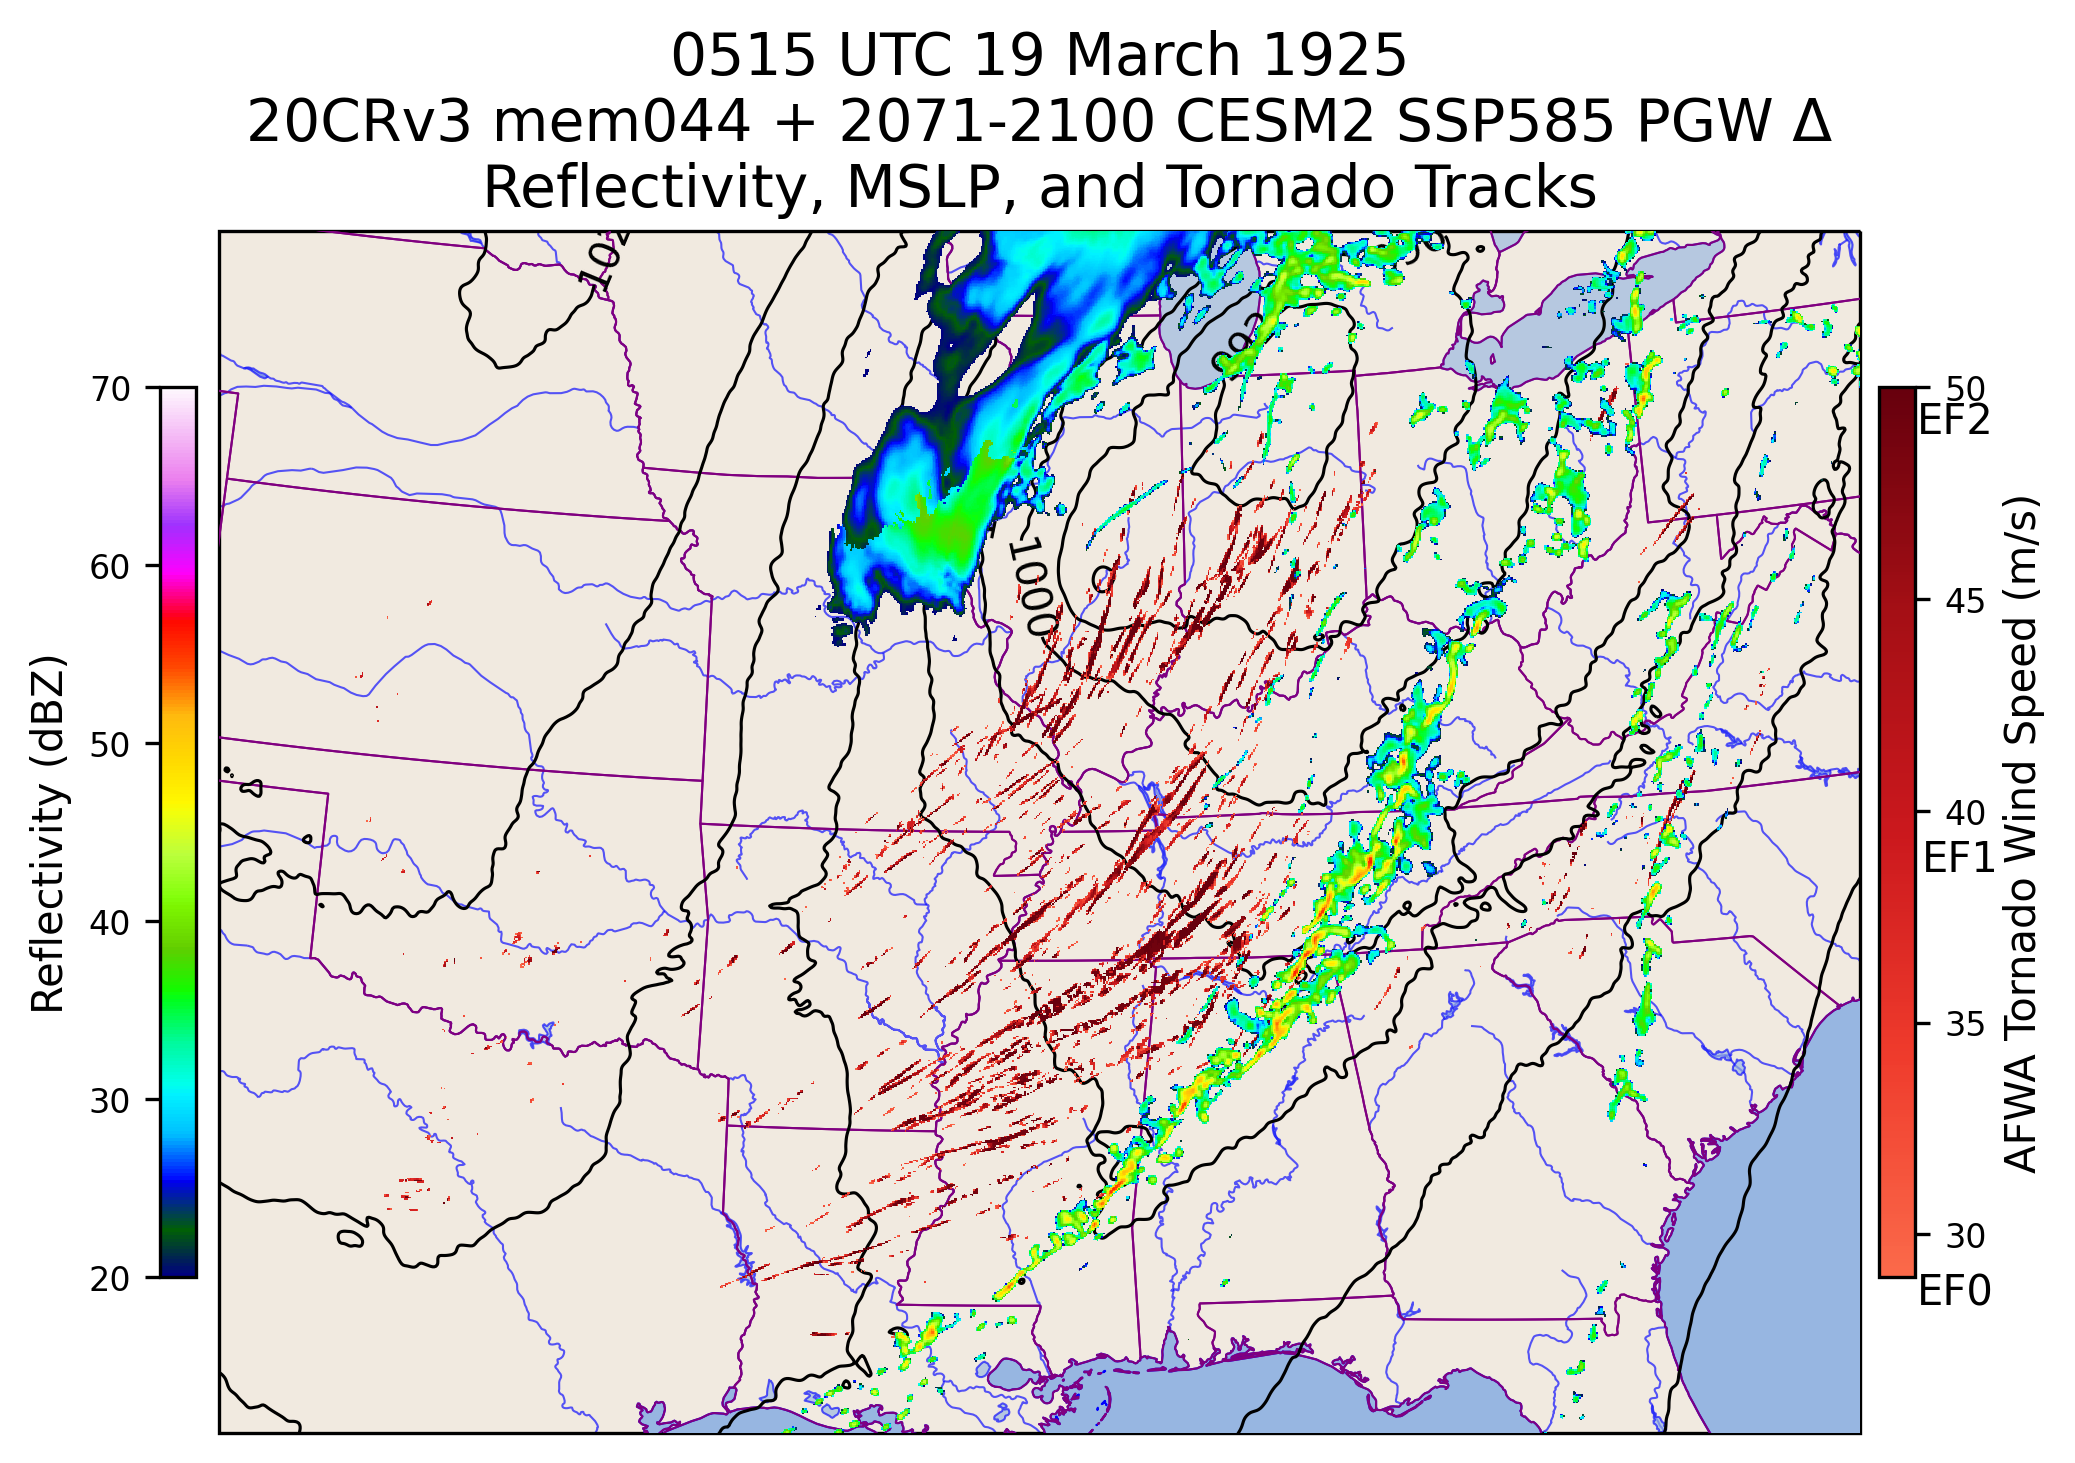 0515 UTC 19 March 1925
20CRv3 mem044 + 2071-2100 CESM2 SSP585 PGW Δ
Reflectivity, MSLP, and Tornado Tracks
70
60
50
40
30
20
Reflectivity (dBZ)
1000
50
EF2
45
40
EF1
35
30
EF0
AFWA Tornado Wind Speed (m/s)